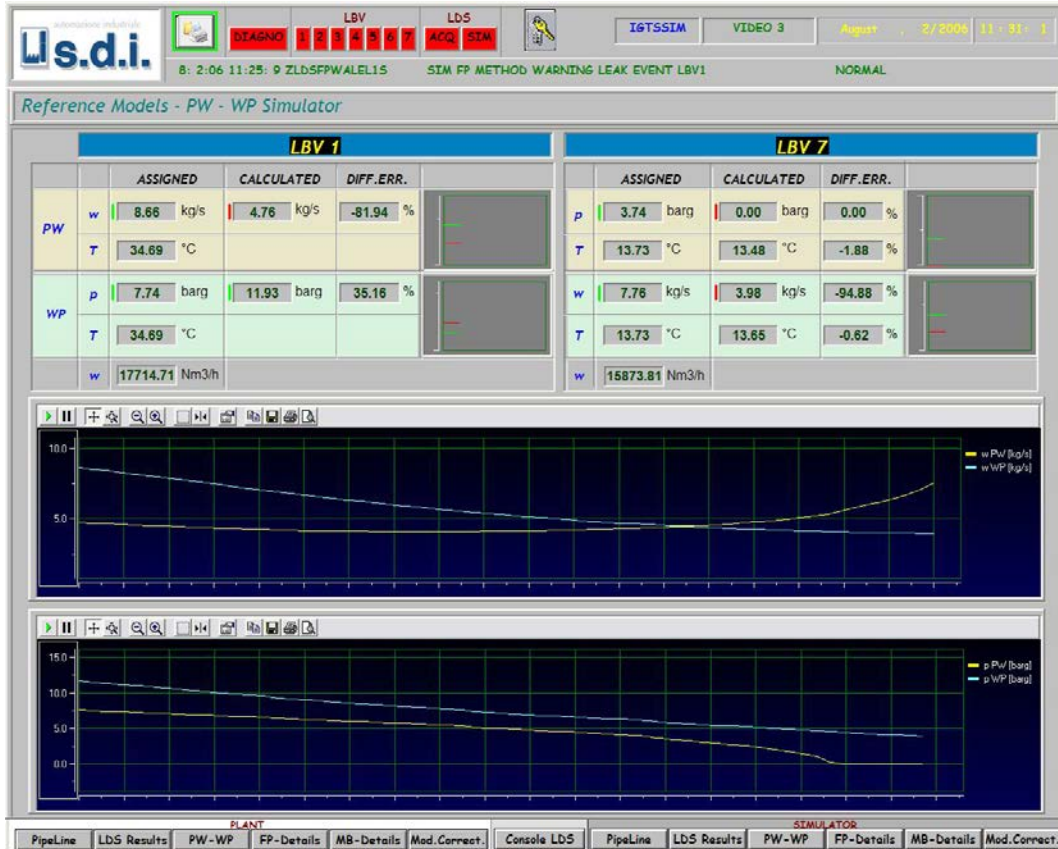 automazione industriale
s.d.i.
DIAGNO
LBV
1 2 3 4 5 6 7
LDS
ACQ SIM
IGTSSIM
VIDEO 3
August , 2/2006 11:31: 1
8: 2:06 11:25: 9 ZLDSFPWALEL1S SIM FP METHOD WARNING LEAK EVENT LBV1 NORMAL
Reference Models - PW - WP Simulator
LBV 1
ASSIGNED CALCULATED DIFF.ERR.
PW
w 8.66 kg/s 4.76 kg/s -81.94 %
T 34.69 °C
WP
p 7.74 barg 11.93 barg 35.16 %
T 34.69 °C
w 17714.71 Nm3/h
LBV 7
ASSIGNED CALCULATED DIFF.ERR.
p 3.74 barg 0.00 barg 0.00 %
T 13.73 °C 13.48 °C -1.88 %
w 7.76 kg/s 3.98 kg/s -94.88 %
T 13.73 °C 13.65 °C -0.62 %
w 15873.81 Nm3/h
10.0
5.0
w PW [kg/s]
w WP [kg/s]
15.0
10.0
5.0
0.0
p PW [barg]
p WP [barg]
PLANT
PipeLine LDS Results PW-WP FP-Details MB-Details Mod.Correct.
Console LDS
SIMULATOR
PipeLine LDS Results PW-WP FP-Details MB-Details Mod.Correct.